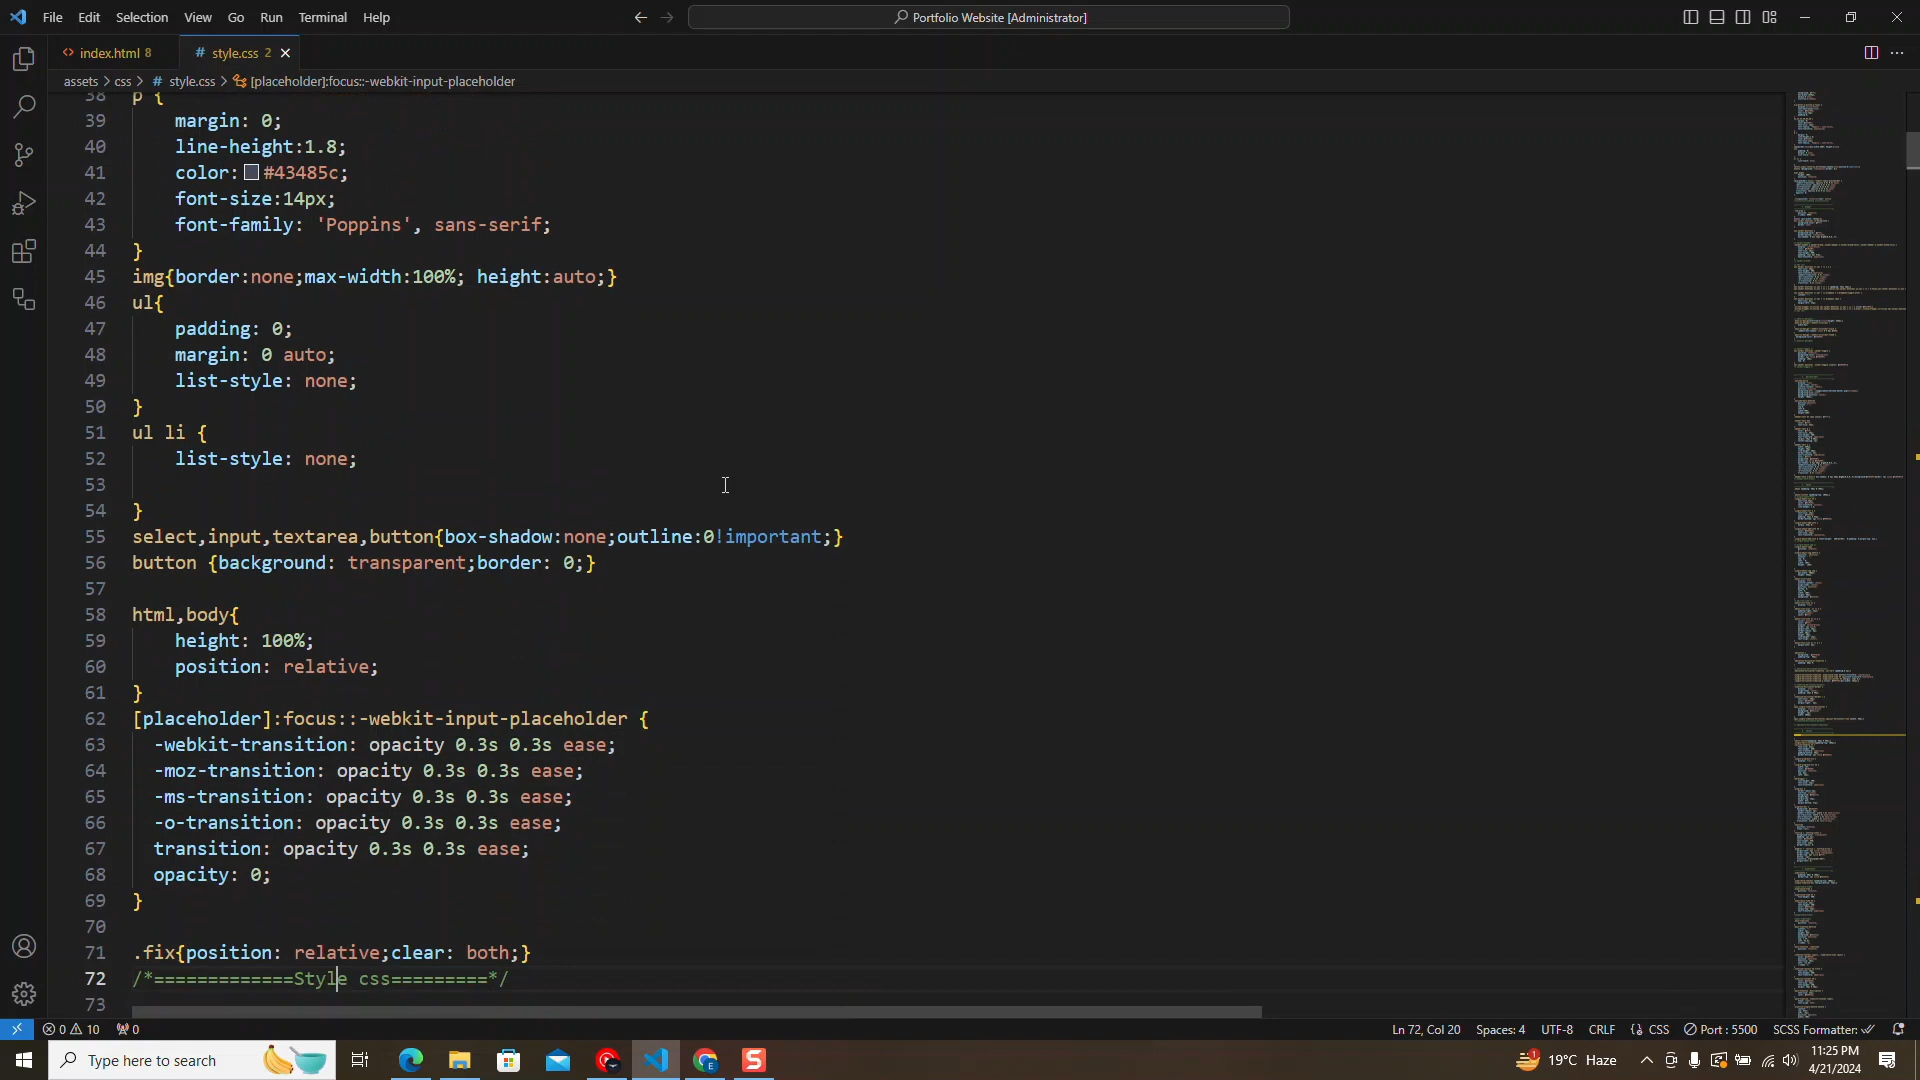 File Edit Selection View Go Run Terminal Help
Portfolio Website [Administrator]
index.html 8
# style.css 2
assets > css > # style.css > [placeholder]:focus::-webkit-input-placeholder
38 p {
39 margin: 0;
40 line-height:1.8;
41 color: #43485c;
42 font-size:14px;
43 font-family: 'Poppins', sans-serif;
44 }
45 img{border:none;max-width:100%; height:auto;}
46 ul{
47 padding: 0;
48 margin: 0 auto;
49 list-style: none;
50 }
51 ul li {
52 list-style: none;
53
54 }
55 select,input,textarea,button{box-shadow:none;outline:0!important;}
56 button {background: transparent;border: 0;}
57
58 html,body{
59 height: 100%;
60 position: relative;
61 }
62 [placeholder]:focus::-webkit-input-placeholder {
63 -webkit-transition: opacity 0.3s 0.3s ease;
64 -moz-transition: opacity 0.3s 0.3s ease;
65 -ms-transition: opacity 0.3s 0.3s ease;
66 -o-transition: opacity 0.3s 0.3s ease;
67 transition: opacity 0.3s 0.3s ease;
68 opacity: 0;
69 }
70
71 .fix{position: relative;clear: both;}
72 /*=============Style css=========*/
73
0 10 0
Ln 72, Col 20 Spaces: 4 UTF-8 CRLF {} CSS Port : 5500 SCSS Formatter:
Type here to search
1 19°C Haze
11:25 PM
4/21/2024